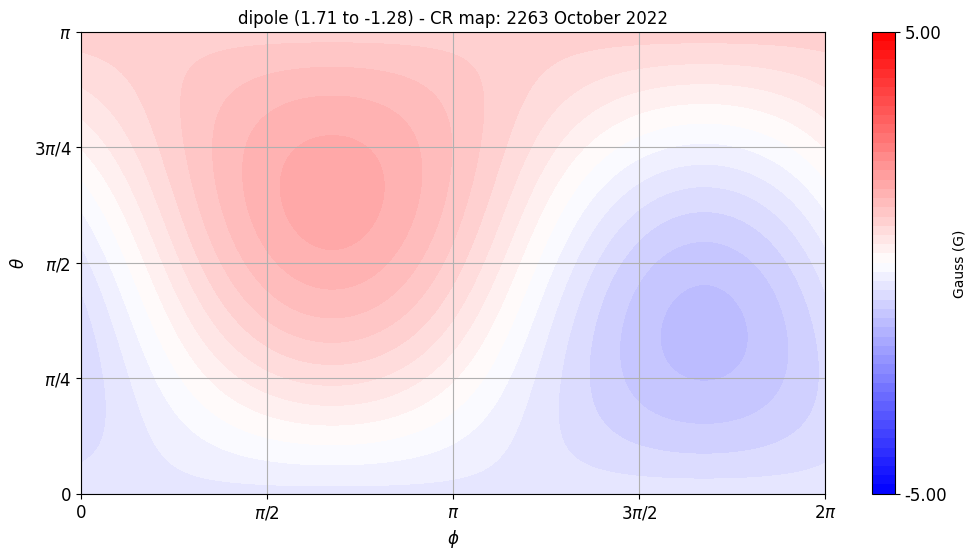 dipole (1.71 to -1.28) - CR map: 2263 October 2022
π
3π/4
π/2
π/4
0
θ
0
π/2
π
3π/2
2π
ϕ
5.00
-5.00
Gauss (G)